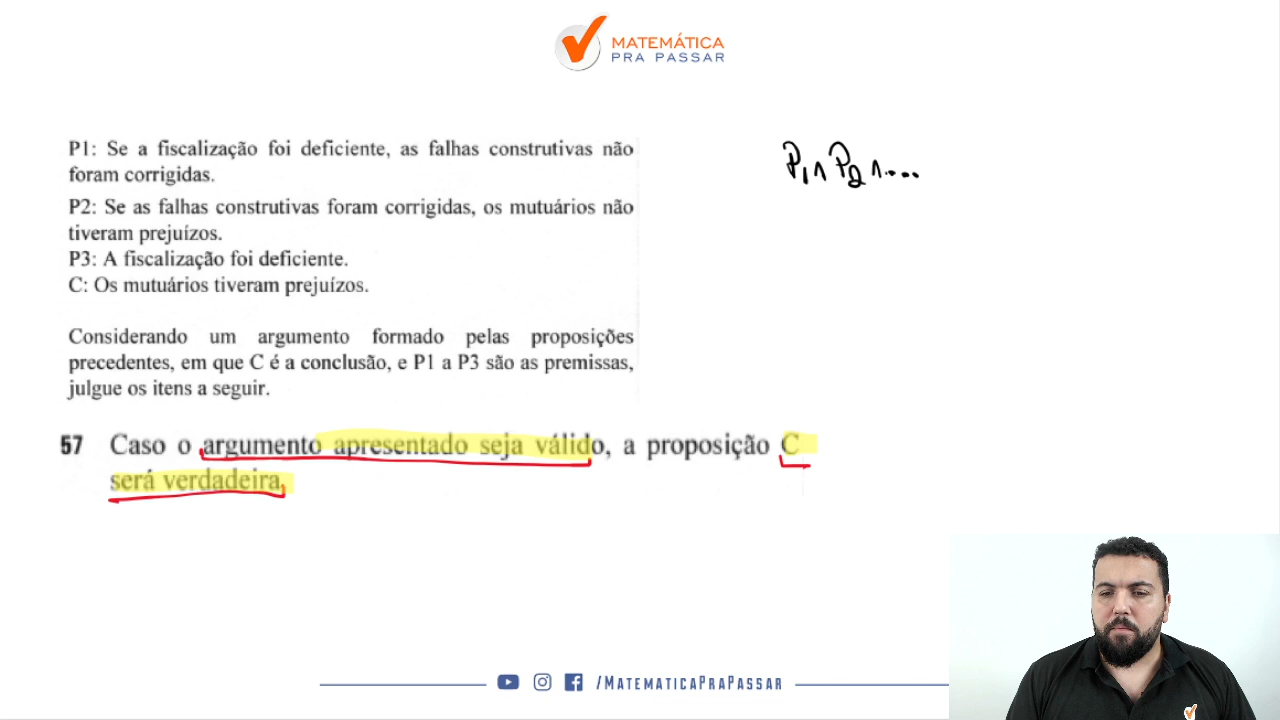 MATEMÁTICA
PRA PASSAR
P1: Se a fiscalização foi deficiente, as falhas construtivas não
foram corrigidas.
P2: Se as falhas construtivas foram corrigidas, os mutuários não
tiveram prejuízos.
P3: A fiscalização foi deficiente.
C: Os mutuários tiveram prejuízos.
Considerando um argumento formado pelas proposições
precedentes, em que C é a conclusão, e P1 a P3 são as premissas,
julgue os itens a seguir.
57 Caso o argumento apresentado seja válido, a proposição C
será verdadeira.
P1 ∧ P2 ∧ ....
/MATEMATICAPRAPASSAR